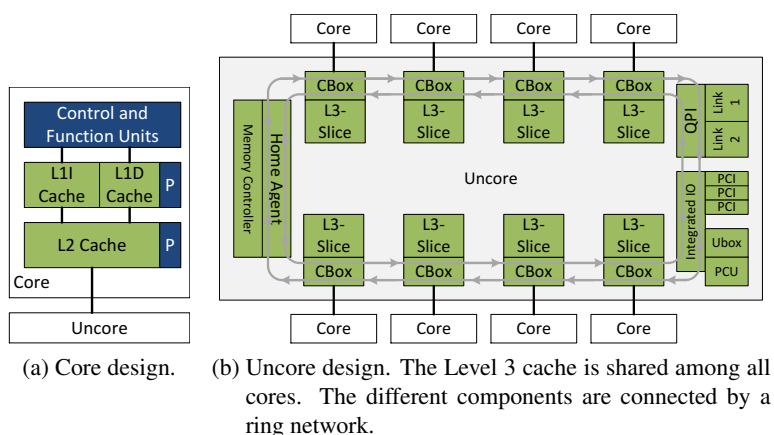 Control and
Function Units
L1I
Cache
L1D
Cache
P
L2 Cache
P
Core
Uncore
(a) Core design.
Core
Core
Core
Core
CBox
CBox
CBox
CBox
L3-
Slice
L3-
Slice
L3-
Slice
L3-
Slice
Memory Controller
Home Agent
Uncore
QPI
Link
1
Link
2
Integrated IO
PCI
PCI
PCI
Ubox
PCU
L3-
Slice
L3-
Slice
L3-
Slice
L3-
Slice
CBox
CBox
CBox
CBox
Core
Core
Core
Core
(b) Uncore design. The Level 3 cache is shared among all
cores. The different components are connected by a
ring network.